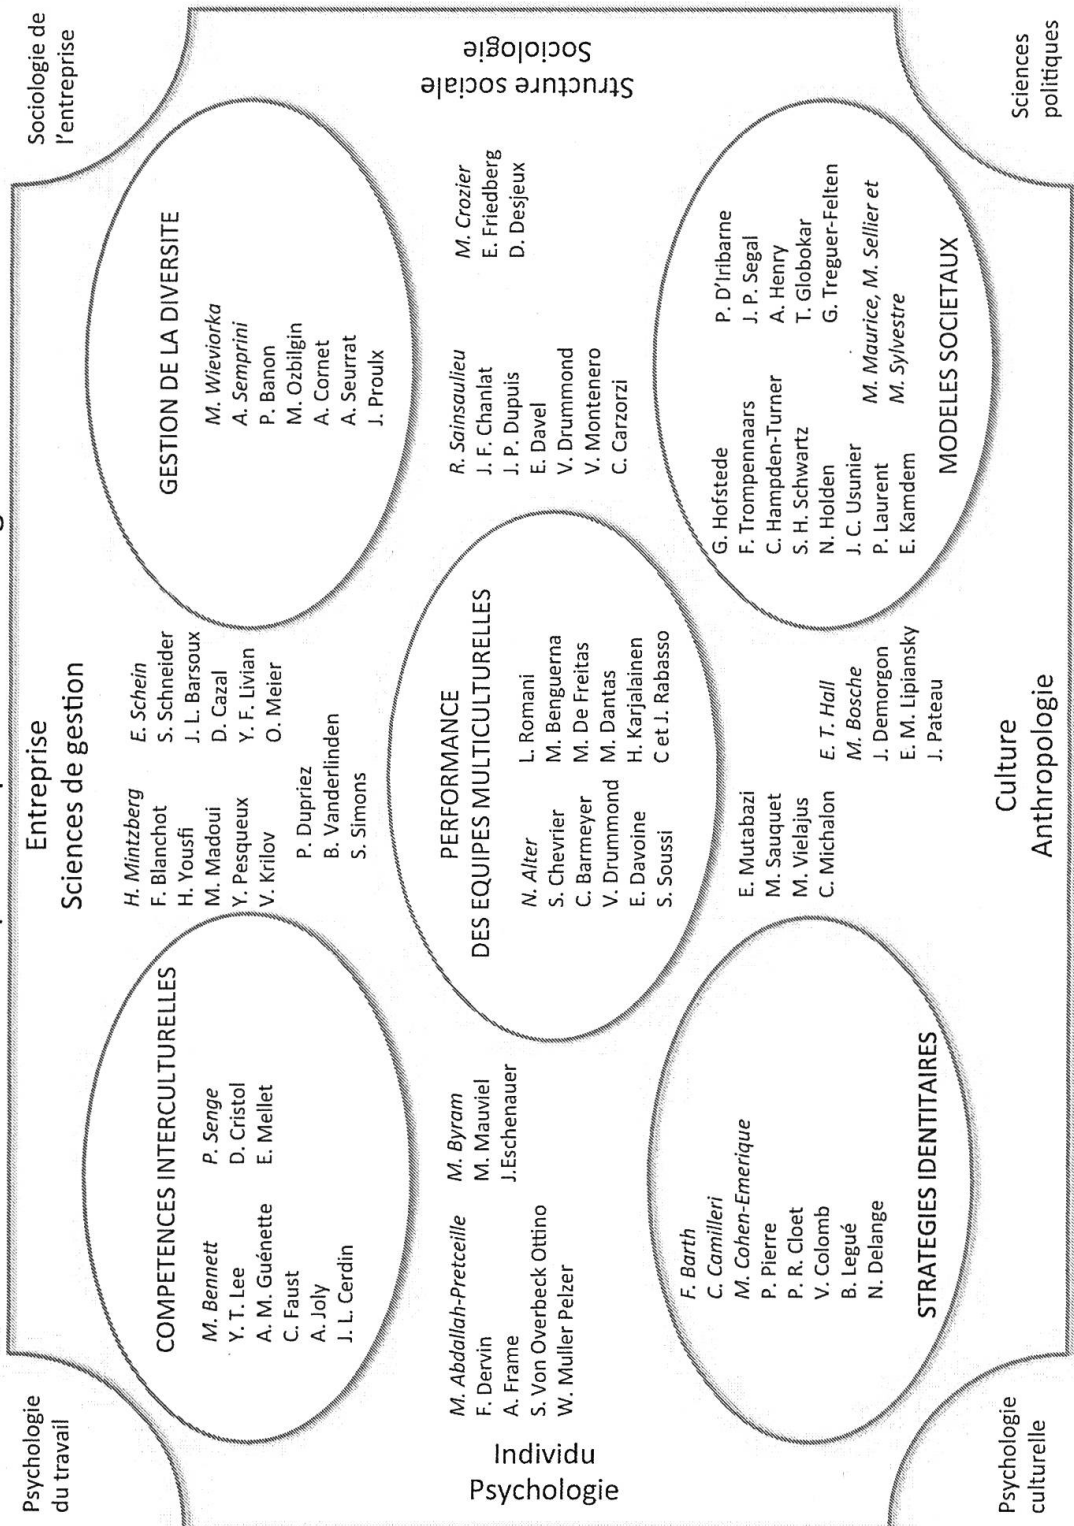 Psychologie
du travail
Entreprise
Sciences de gestion
Sociologie de
l'entreprise
COMPETENCES INTERCULTURELLES
M. Bennett
Y. T. Lee
A. M. Guénette
C. Faust
A. Joly
J. L. Cerdin
P. Senge
D. Cristol
E. Mellet
H. Mintzberg
F. Blanchot
H. Yousfi
M. Madoui
Y. Pesqueux
V. Krilov
E. Schein
S. Schneider
J. L. Barsoux
D. Cazal
Y. F. Livian
O. Meier
P. Dupriez
B. Vanderlinden
S. Simons
GESTION DE LA DIVERSITE
M. Wieviorka
A. Semprini
P. Banon
M. Ozbilgin
A. Cornet
A. Seurrat
J. Proulx
Individu
Psychologie
M. Abdallah-Pretceille
F. Dervin
A. Frame
S. Von Overbeck Ottino
W. Muller Pelzer
M. Byram
M. Mauviel
J.Eschenauer
PERFORMANCE
DES EQUIPES MULTICULTURELLES
N. Alter
S. Chevrier
C. Barmeyer
V. Drummond
E. Davoine
S. Soussi
L. Romani
M. Benguerna
M. De Freitas
M. Dantas
H. Karjalainen
C et J. Rabasso
R. Sainsaulieu
J. F. Chanlat
J. P. Dupuis
E. Davel
V. Drummond
V. Montenero
C. Carzorzi
M. Crozier
E. Friedberg
D. Desjeux
Structure sociale
Sociologie
F. Barth
C. Camilleri
M. Cohen-Emerique
P. Pierre
P. R. Cloet
V. Colomb
B. Legué
N. Delange
STRATEGIES IDENTITAIRES
E. Mutabazi
M. Sauquet
M. Vielajus
C. Michalon
E. T. Hall
M. Bosche
J. Demorgon
E. M. Lipiansky
J. Pateau
G. Hofstede
F. Trompennaars
C. Hampden-Turner
S. H. Schwartz
N. Holden
J. C. Usunier
P. Laurent
E. Kamdem
P. D'Iribarne
J. P. Segal
A. Henry
T. Globokar
G. Treguer-Felten
M. Maurice, M. Sellier et
M. Sylvestre
MODELES SOCIETAUX
Psychologie
culturelle
Culture
Anthropologie
Sciences
politiques